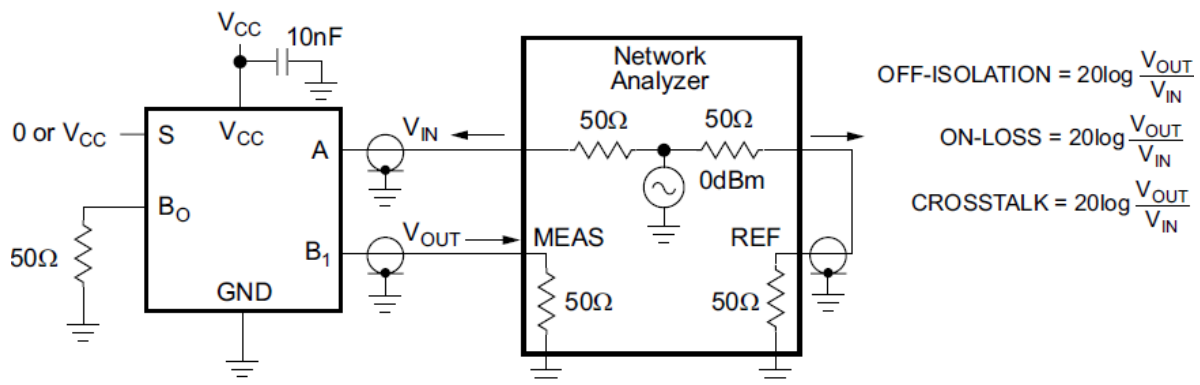 VCC
10nF
0 or VCC
S
VCC
A
BO
B1
50Ω
GND
VIN
VOUT
Network
Analyzer
50Ω
50Ω
0dBm
MEAS
REF
50Ω
50Ω
OFF-ISOLATION = 20log VOUT/VIN
ON-LOSS = 20log VOUT/VIN
CROSSTALK = 20log VOUT/VIN